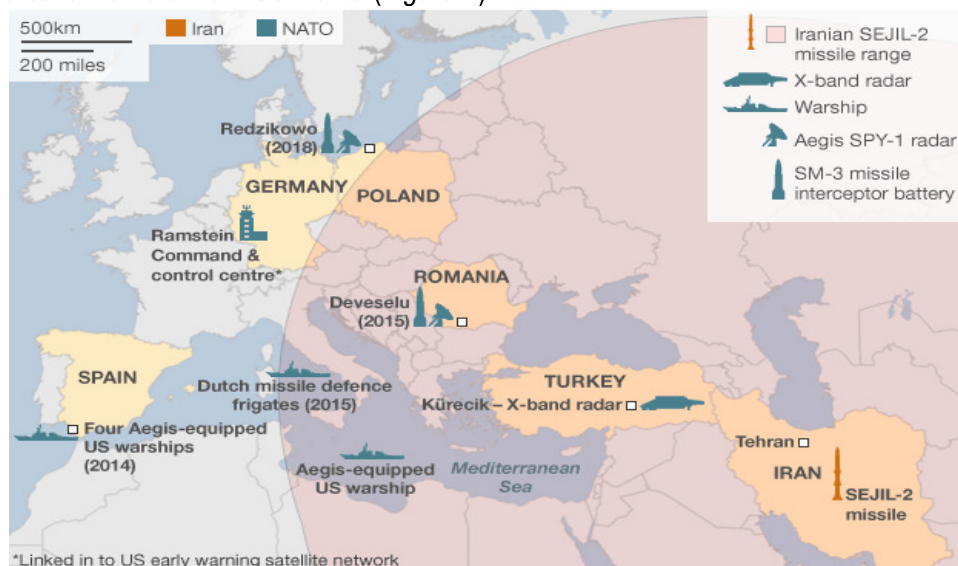 500km
200 miles
Iran
NATO
Iranian SEJIL-2
missile range
X-band radar
Warship
Aegis SPY-1 radar
SM-3 missile
interceptor battery
Redzikowo
(2018)
GERMANY
POLAND
Ramstein
Command &
control centre*
ROMANIA
Deveselu
(2015)
SPAIN
Dutch missile defence
frigates (2015)
TURKEY
Kürecik – X-band radar
Four Aegis-equipped
US warships
(2014)
Aegis-equipped
US warship
Mediterranean
Sea
Tehran
IRAN
SEJIL-2
missile
*Linked in to US early warning satellite network